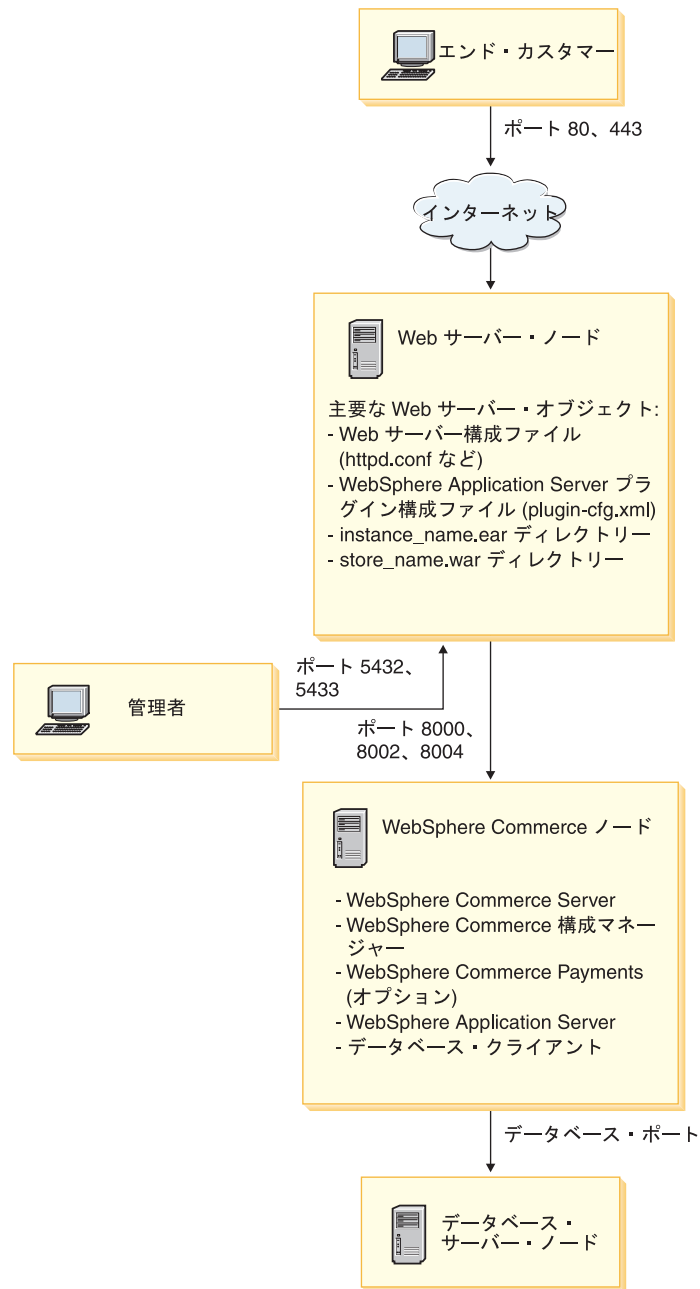 エンド・カスタマー
ポート 80、443
インターネット
Web サーバー・ノード
主要な Web サーバー・オブジェクト:
- Web サーバー構成ファイル
(httpd.conf など)
- WebSphere Application Server プラ
グイン構成ファイル (plugin-cfg.xml)
- instance_name.ear ディレクトリー
- store_name.war ディレクトリー
ポート 5432、
5433
管理者
ポート 8000、
8002、8004
WebSphere Commerce ノード
- WebSphere Commerce Server
- WebSphere Commerce 構成マネー
ジャー
- WebSphere Commerce Payments
(オプション)
- WebSphere Application Server
- データベース・クライアント
データベース・ポート
データベース・
サーバー・ノード